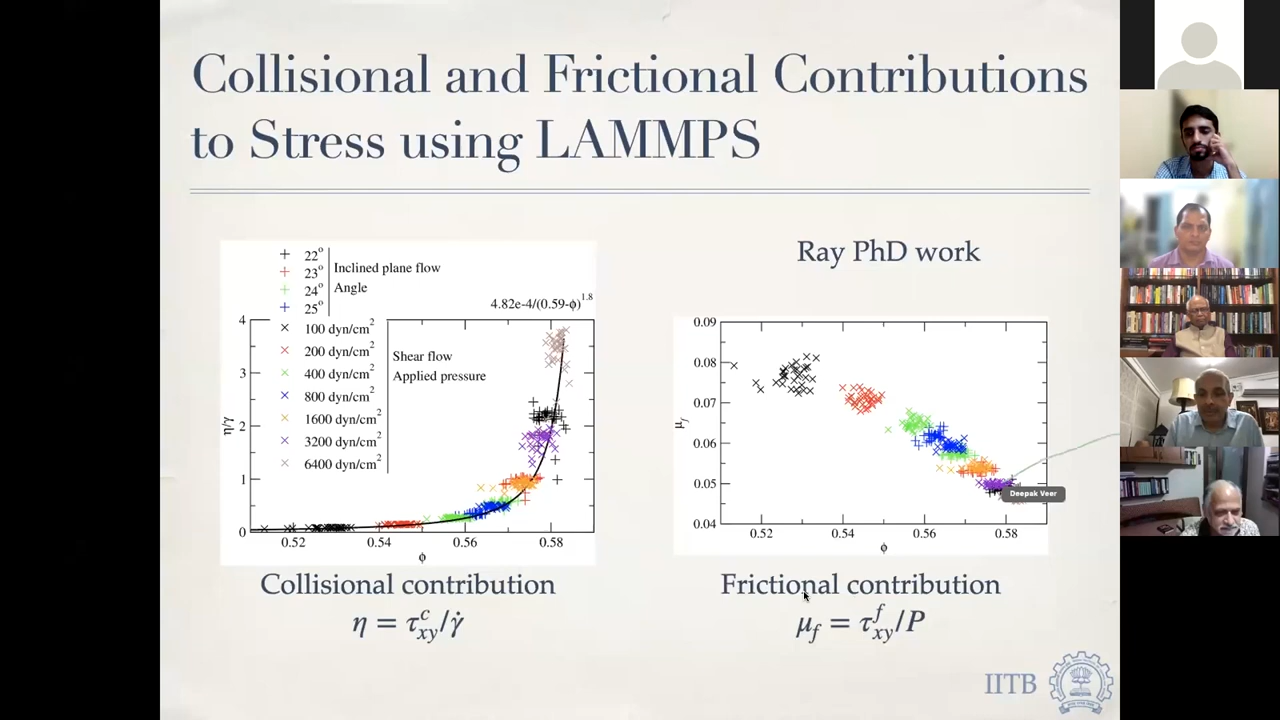 Collisional and Frictional Contributions
to Stress using LAMMPS
Ray PhD work
22°
23°
24°
25°
Inclined plane flow
Angle
4.82e-4/(0.59-ϕ)^1.8
100 dyn/cm²
200 dyn/cm²
400 dyn/cm²
800 dyn/cm²
1600 dyn/cm²
3200 dyn/cm²
6400 dyn/cm²
Shear flow
Applied pressure
4
3
2
1
0
η/γ̇
0.52 0.54 0.56 0.58
ϕ
0.09
0.08
0.07
0.06
0.05
0.04
μf
0.52 0.54 0.56 0.58
ϕ
Deepak Veer
Collisional contribution
η = τ^c_xy/γ̇
Frictional contribution
μ_f = τ^f_xy/P
IITB